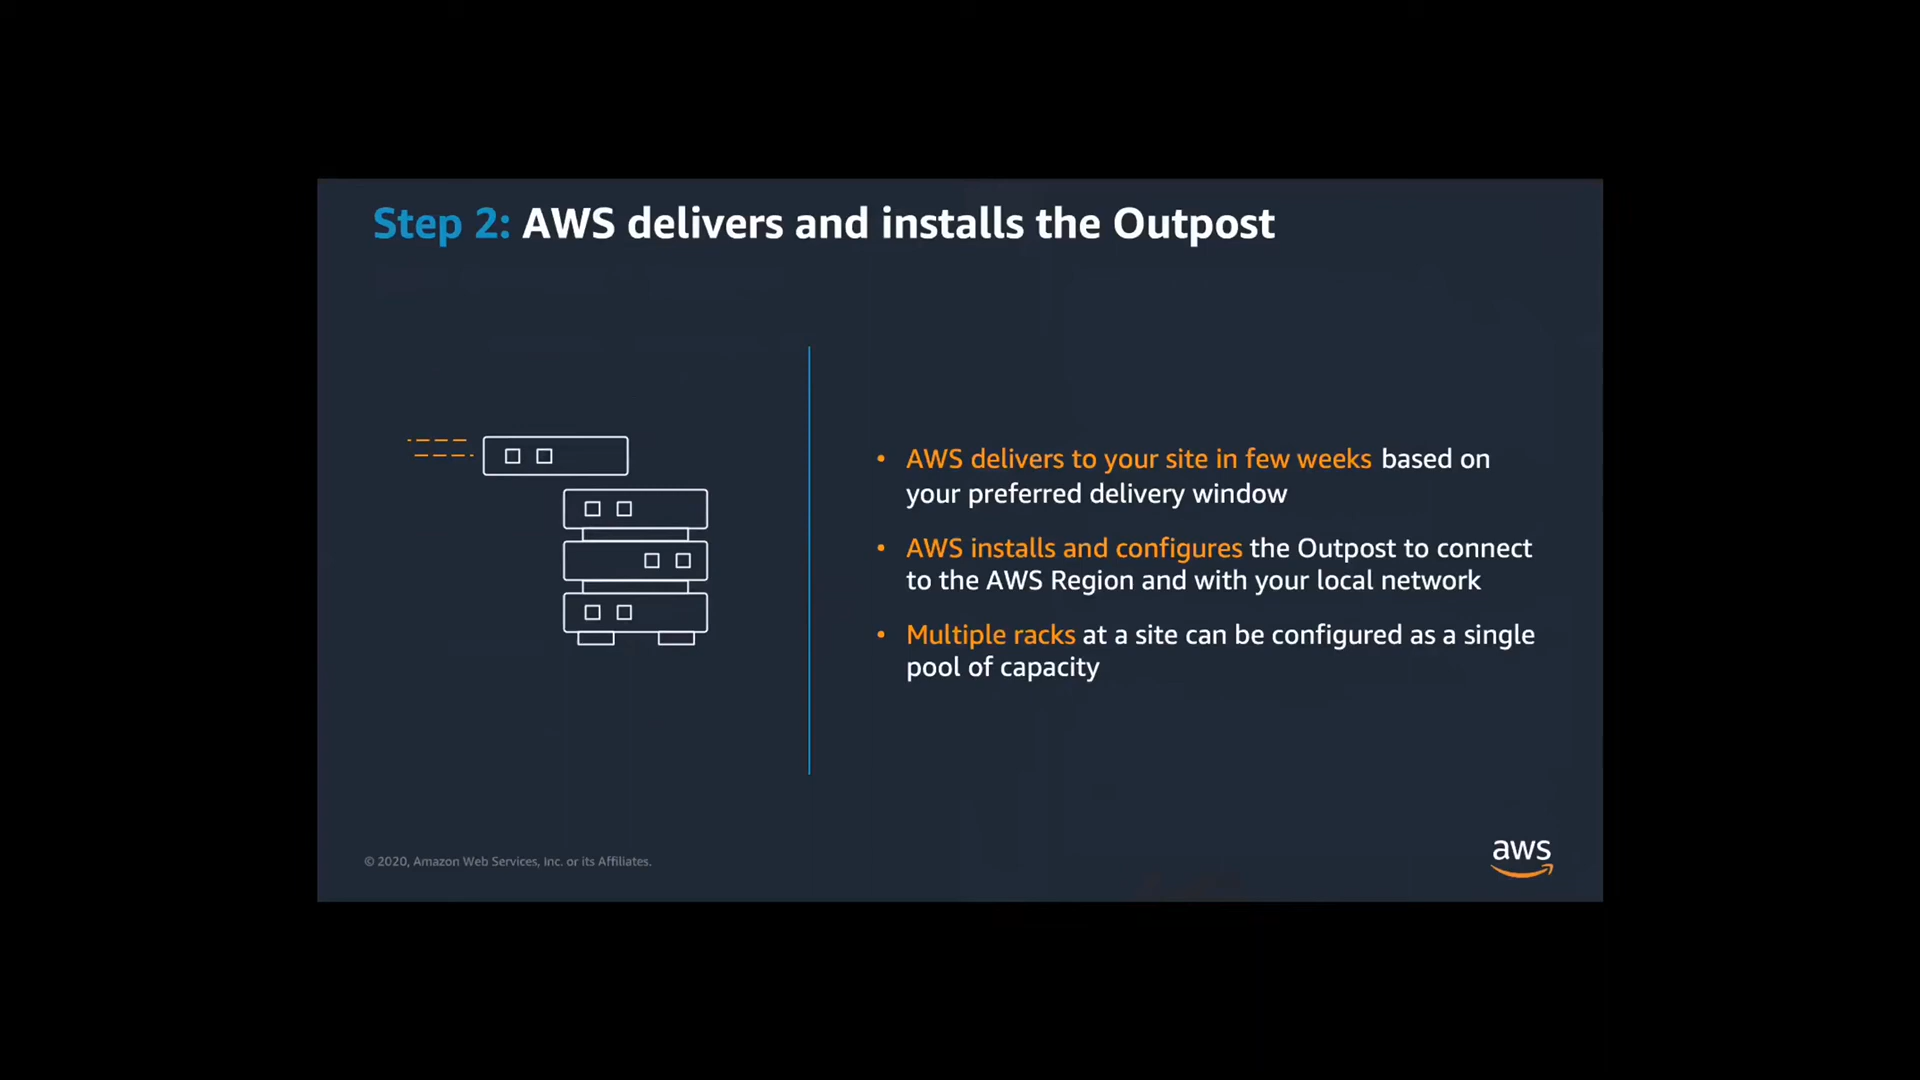 Step 2: AWS delivers and installs the Outpost
• AWS delivers to your site in few weeks based on
your preferred delivery window
• AWS installs and configures the Outpost to connect
to the AWS Region and with your local network
• Multiple racks at a site can be configured as a single
pool of capacity
© 2020, Amazon Web Services, Inc. or its Affiliates.
aws